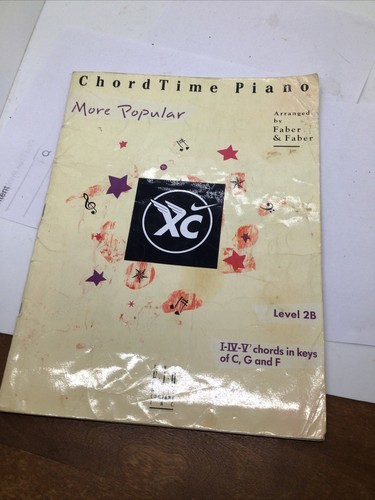 ChordTime Piano
More Popular
Arranged
by
Faber
& Faber
XC
Level 2B
I-IV-V⁷ chords in keys
of C, G and F